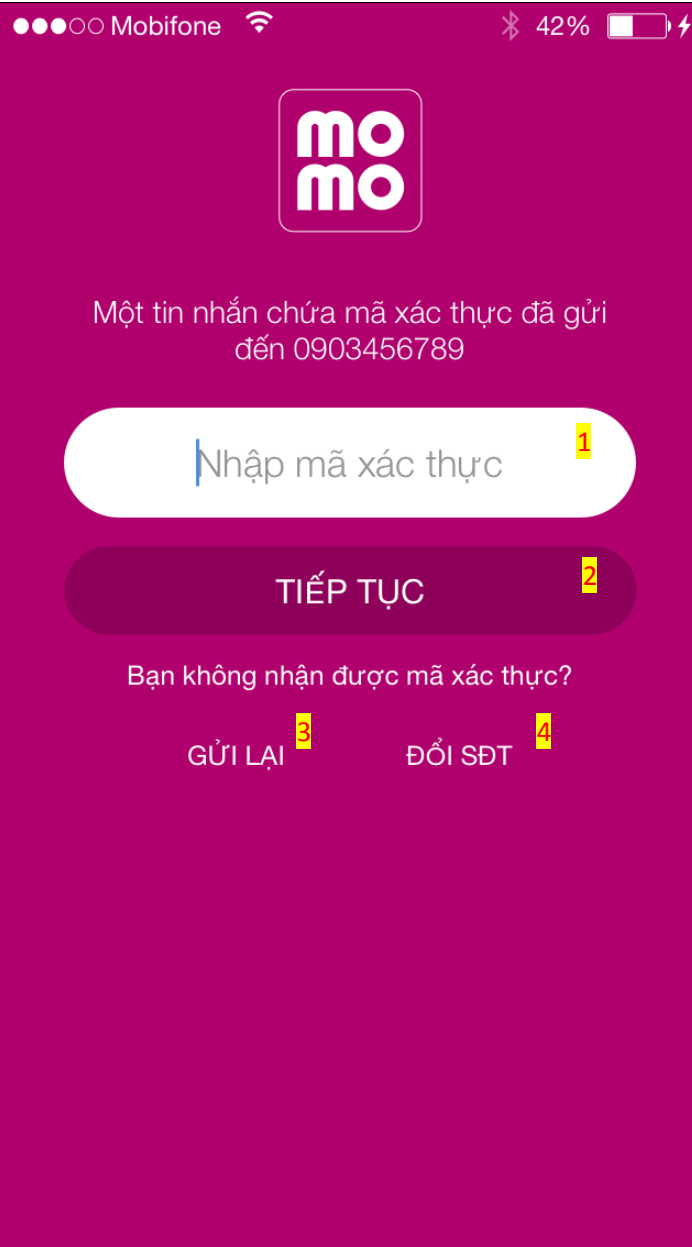 Mobifone 42%
mo
mo
Một tin nhắn chứa mã xác thực đã gửi
đến 0903456789
Nhập mã xác thực 1
TIẾP TỤC 2
Bạn không nhận được mã xác thực?
GỬI LẠI 3 ĐỔI SĐT 4